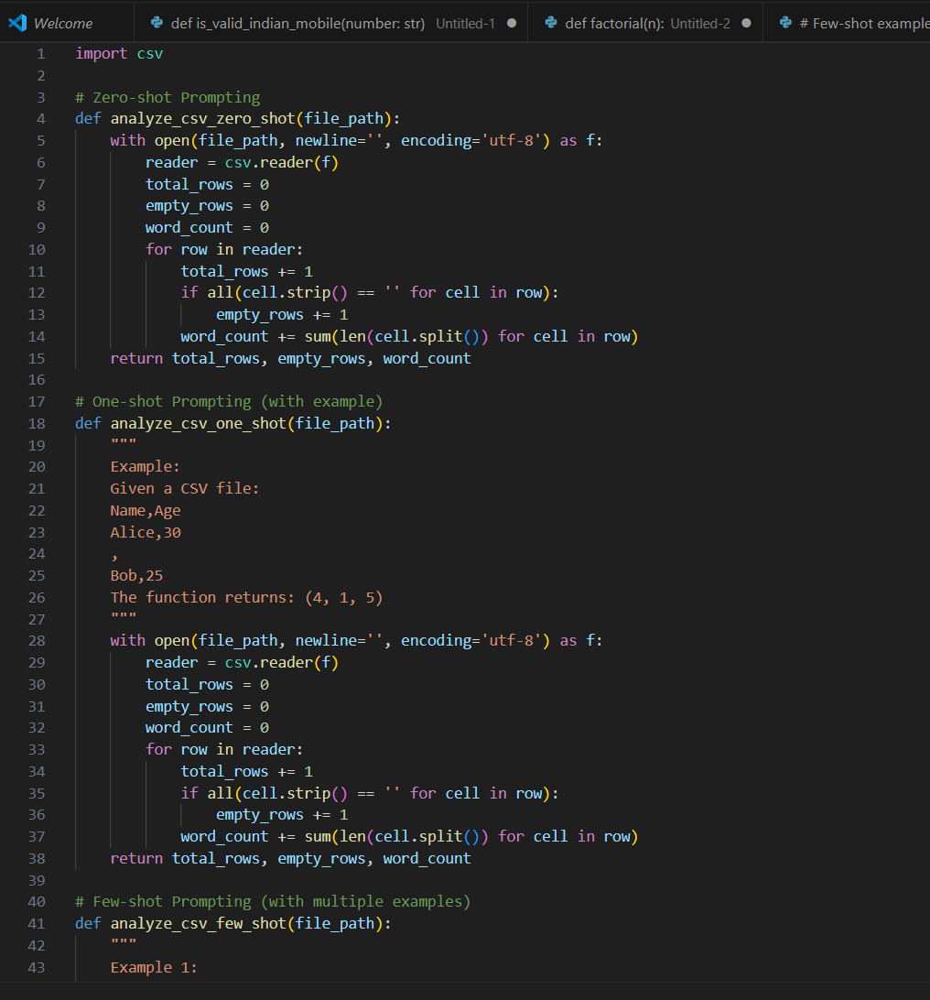 Welcome def is_valid_indian_mobile(number: str) Untitled-1 def factorial(n): Untitled-2 # Few-shot example
1 import csv
2
3 # Zero-shot Prompting
4 def analyze_csv_zero_shot(file_path):
5 with open(file_path, newline='', encoding='utf-8') as f:
6 reader = csv.reader(f)
7 total_rows = 0
8 empty_rows = 0
9 word_count = 0
10 for row in reader:
11 total_rows += 1
12 if all(cell.strip() == '' for cell in row):
13 empty_rows += 1
14 word_count += sum(len(cell.split()) for cell in row)
15 return total_rows, empty_rows, word_count
16
17 # One-shot Prompting (with example)
18 def analyze_csv_one_shot(file_path):
19 """
20 Example:
21 Given a CSV file:
22 Name,Age
23 Alice,30
24 ,
25 Bob,25
26 The function returns: (4, 1, 5)
27 """
28 with open(file_path, newline='', encoding='utf-8') as f:
29 reader = csv.reader(f)
30 total_rows = 0
31 empty_rows = 0
32 word_count = 0
33 for row in reader:
34 total_rows += 1
35 if all(cell.strip() == '' for cell in row):
36 empty_rows += 1
37 word_count += sum(len(cell.split()) for cell in row)
38 return total_rows, empty_rows, word_count
39
40 # Few-shot Prompting (with multiple examples)
41 def analyze_csv_few_shot(file_path):
42 """
43 Example 1: